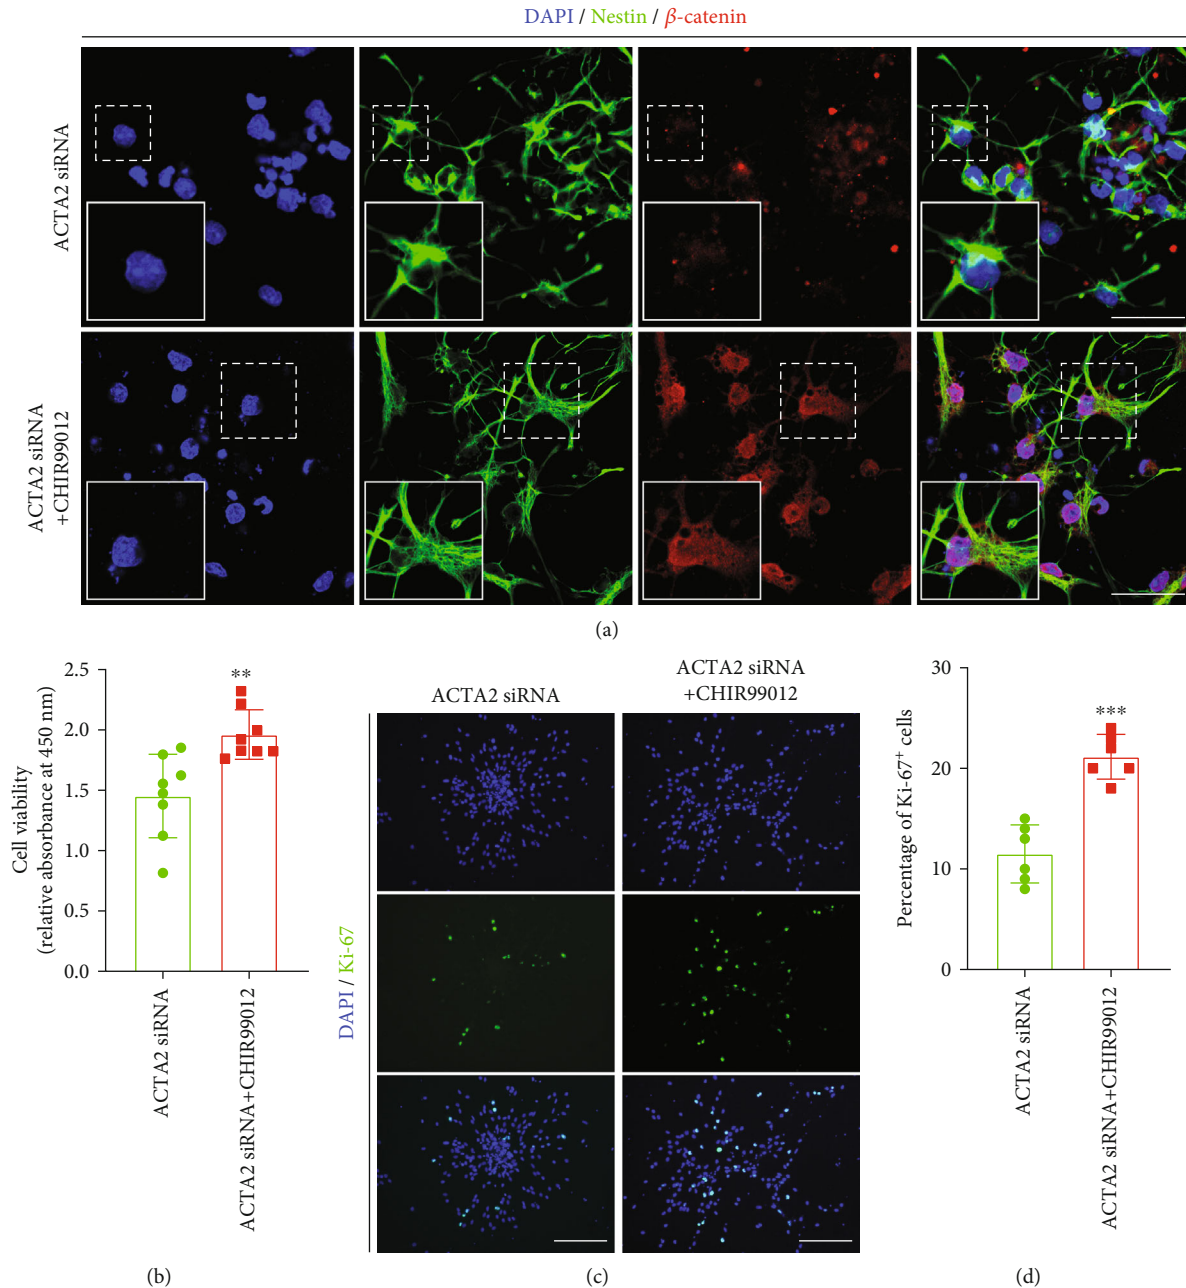 DAPI / Nestin / β-catenin
ACTA2 siRNA
ACTA2 siRNA
+CHIR99012
(a)
Cell viability
(relative absorbance at 450 nm)
2.5
2.0
1.5
1.0
0.5
0.0
**
ACTA2 siRNA
ACTA2 siRNA+CHIR99012
(b)
ACTA2 siRNA
ACTA2 siRNA
+CHIR99012
DAPI / Ki-67
(c)
Percentage of Ki-67⁺ cells
30
20
10
0
***
ACTA2 siRNA
ACTA2 siRNA+CHIR99012
(d)